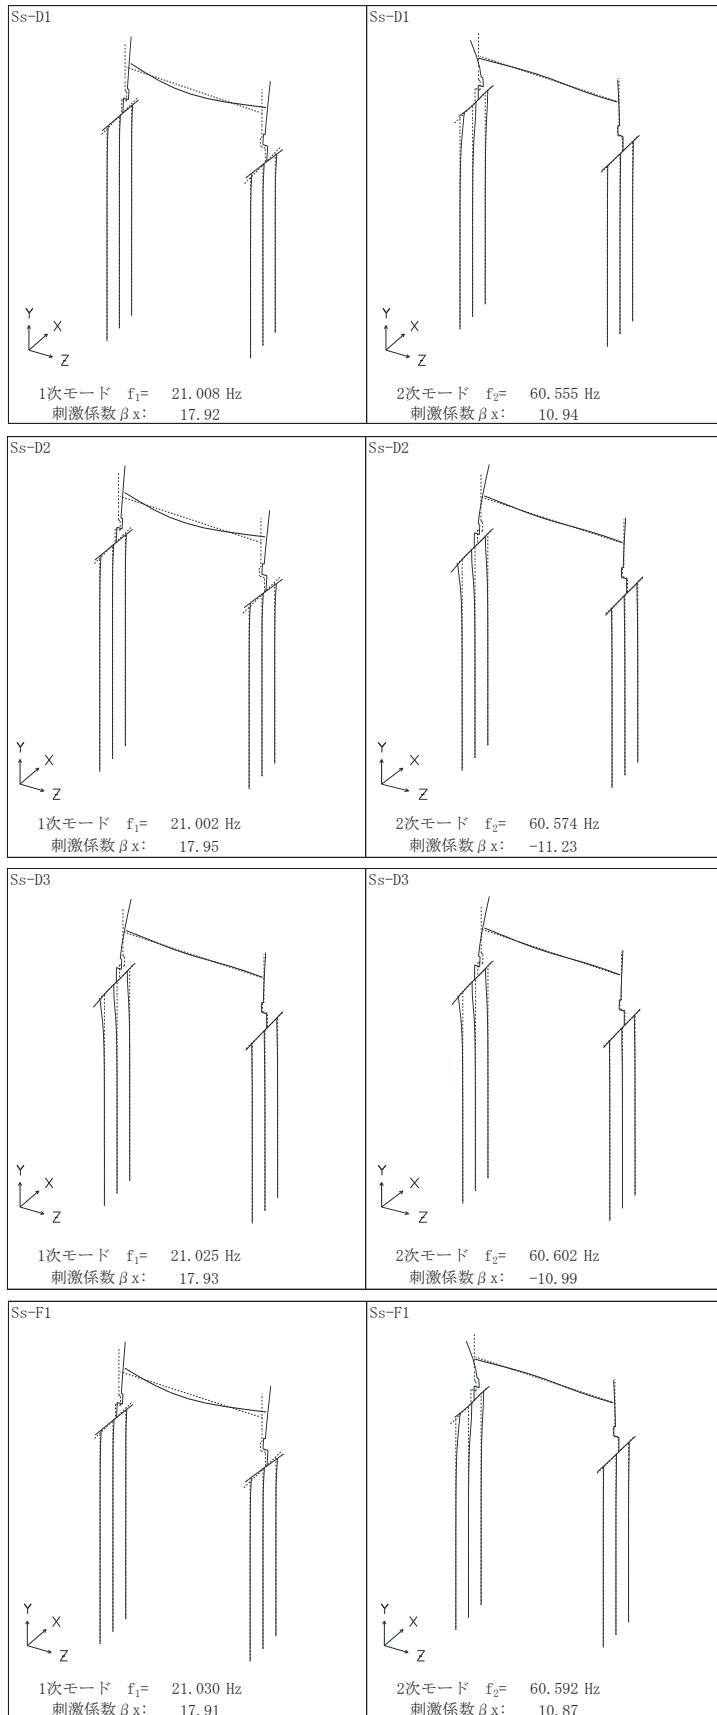 Ss-D1
Y
X
Z
1次モード f₁= 21.008 Hz
刺激係数βx: 17.92
Ss-D1
Y
X
Z
2次モード f₂= 60.555 Hz
刺激係数βx: 10.94
Ss-D2
Y
X
Z
1次モード f₁= 21.002 Hz
刺激係数βx: 17.95
Ss-D2
Y
X
Z
2次モード f₂= 60.574 Hz
刺激係数βx: -11.23
Ss-D3
Y
X
Z
1次モード f₁= 21.025 Hz
刺激係数βx: 17.93
Ss-D3
Y
X
Z
2次モード f₂= 60.602 Hz
刺激係数βx: -10.99
Ss-F1
Y
X
Z
1次モード f₁= 21.030 Hz
刺激係数βx: 17.91
Ss-F1
Y
X
Z
2次モード f₂= 60.592 Hz
刺激係数βx: 10.87